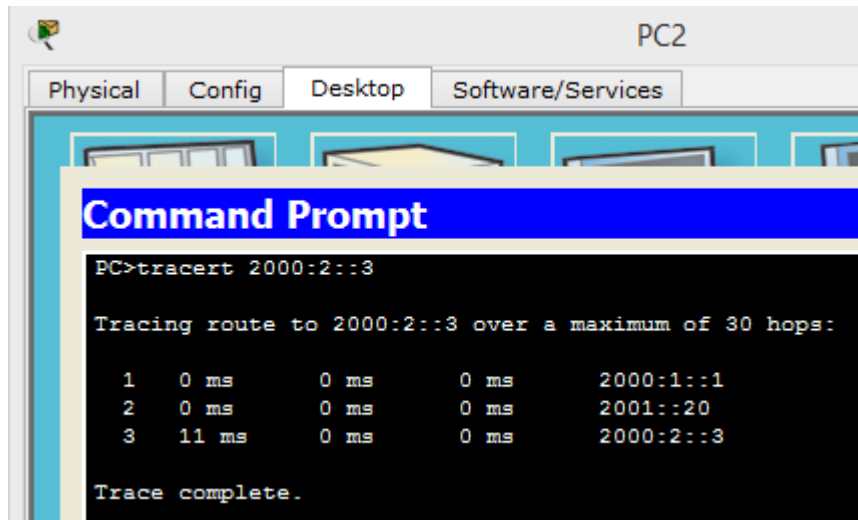 PC2
Physical Config Desktop Software/Services
Command Prompt
PC>tracert 2000:2::3
Tracing route to 2000:2::3 over a maximum of 30 hops:
1 0 ms 0 ms 0 ms 2000:1::1
2 0 ms 0 ms 0 ms 2001::20
3 11 ms 0 ms 0 ms 2000:2::3
Trace complete.